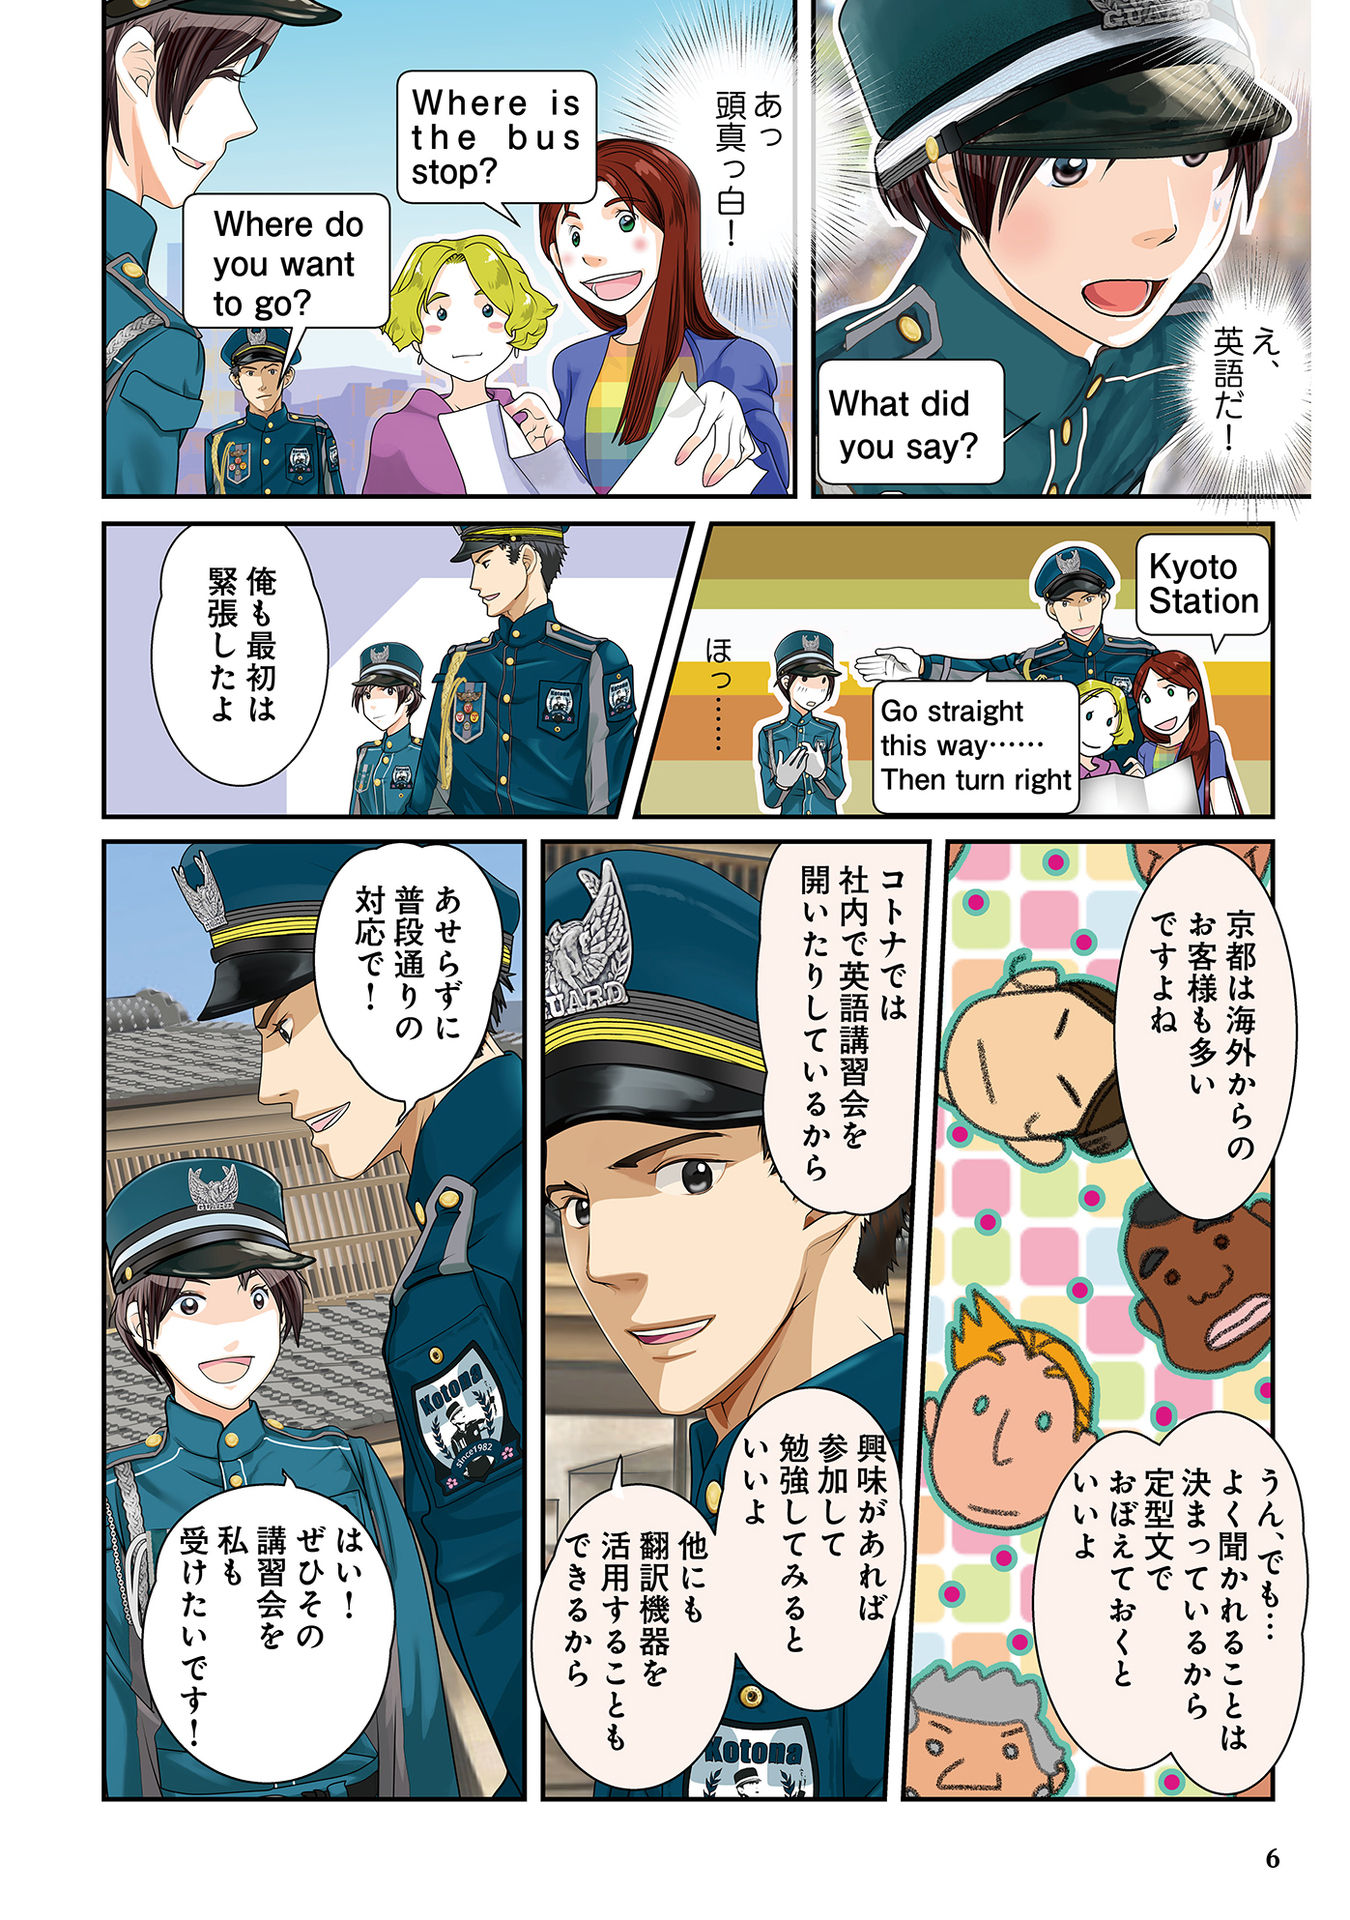 GUARD
え、
英語だ！
What did
you say?
あっ
頭真っ白！
Where is
the bus
stop?
Where do
you want
to go?
Kyoto
Station
Go straight
this way……
Then turn right
ほっ……
俺も最初は
緊張したよ
Kotona
京都は海外からの
お客様も多い
ですよね
うん、でも…
よく聞かれることは
決まっているから
定型文で
おぼえておくと
いいよ
コトナでは
社内で英語講習会を
開いたりしているから
GUARD
興味があれば
参加して
勉強してみると
いいよ
他にも
翻訳機器を
活用することも
できるから
Kotona
あせらずに
普段通りの
対応で！
GUARD
Kotona
since1982
はい！
ぜひその
講習会を
私も
受けたいです！
6